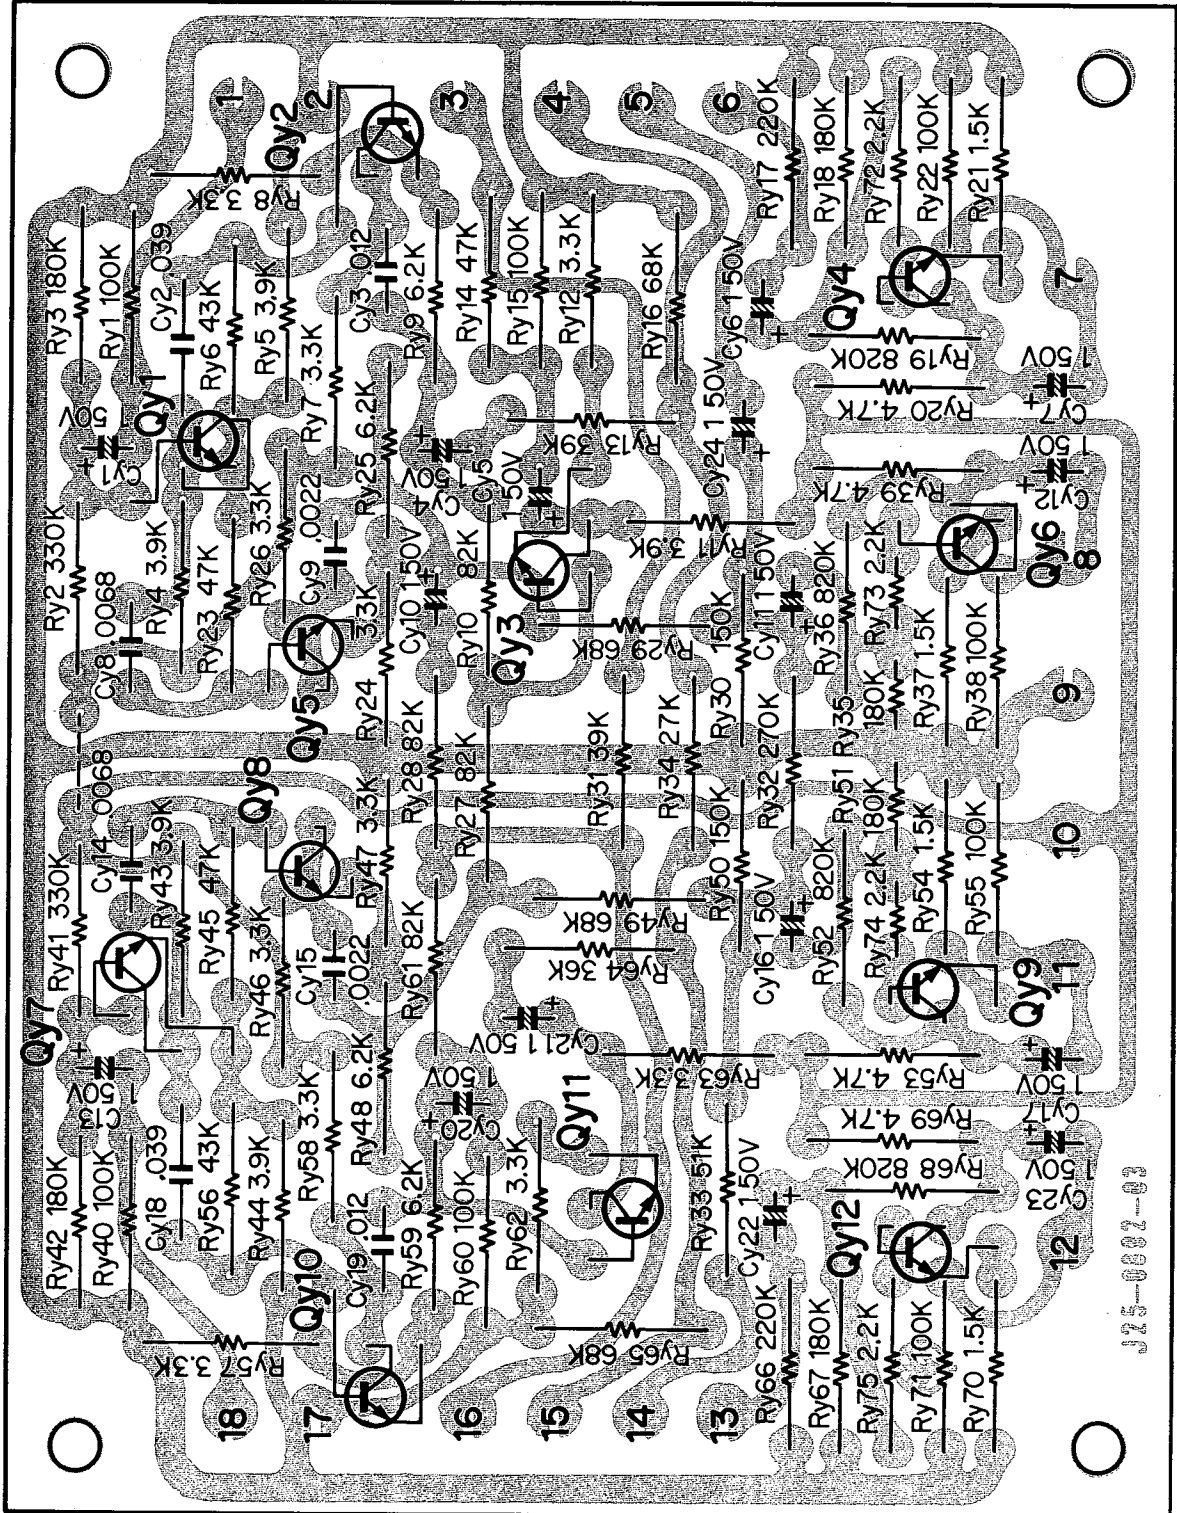 1
2
3
4
5
6
7
8
9
10
11
12
13
14
15
16
17
18
Qy1
Qy2
Qy3
Qy4
Qy5
Qy6
Qy7
Qy8
Qy9
Qy10
Qy11
Qy12
Ry3 180K
Ry1 100K
Cy2 .039
Ry6 43K
Ry5 3.9K
Ry7 3.3K
Ry8 3.3K
Cy3 .012
Ry9 6.2K
Ry14 47K
Ry15 100K
Ry12 3.3K
Ry16 68K
Cy6 1 50V
Ry17 220K
Ry18 180K
Ry72 2.2K
Ry22 100K
Ry21 1.5K
Ry19 820K
Ry20 4.7K
Cy7 1 50V
Cy1 1 50V
Ry25 6.2K
Cy4 1 50V
Cy5 1 50V
Ry13 39K
Cy24 1 50V
Ry39 4.7K
Cy12 1 50V
Ry2 330K
Cy8 .0068
Ry4 3.9K
Ry23 47K
Ry26 3.3K
Cy9 .0022
Ry24 3.3K
Cy10 1 50V
Ry10 82K
Ry11 3.9K
Ry29 68K
Ry30 150K
Cy11 1 50V
Ry36 820K
Ry73 2.2K
Ry35 180K
Ry37 1.5K
Ry38 100K
Ry28 82K
Ry27 82K
Ry31 39K
Ry34 27K
Ry32 270K
Ry41 330K
Cy14 .0068
Ry43 3.9K
Ry45 47K
Ry46 3.3K
Cy15 .0022
Ry47 3.3K
Ry61 82K
Ry49 68K
Ry64 36K
Ry50 150K
Cy16 1 50V
Ry52 820K
Ry51 180K
Ry74 2.2K
Ry54 1.5K
Ry55 100K
C13 1 50V
Ry58 3.3K
Ry48 6.2K
Cy20 1 50V
Cy21 1 50V
Ry63 3.3K
Ry53 4.7K
Ry69 4.7K
Ry68 820K
Cy17 1 50V
Cy23 1 50V
Ry42 180K
Ry40 100K
Cy18 .039
Ry56 43K
Ry44 3.9K
Ry57 3.3K
Cy19 .012
Ry59 6.2K
Ry60 100K
Ry62 3.3K
Ry65 68K
Ry33 51K
Cy22 1 50V
Ry66 220K
Ry67 180K
Ry75 2.2K
Ry71 100K
Ry70 1.5K